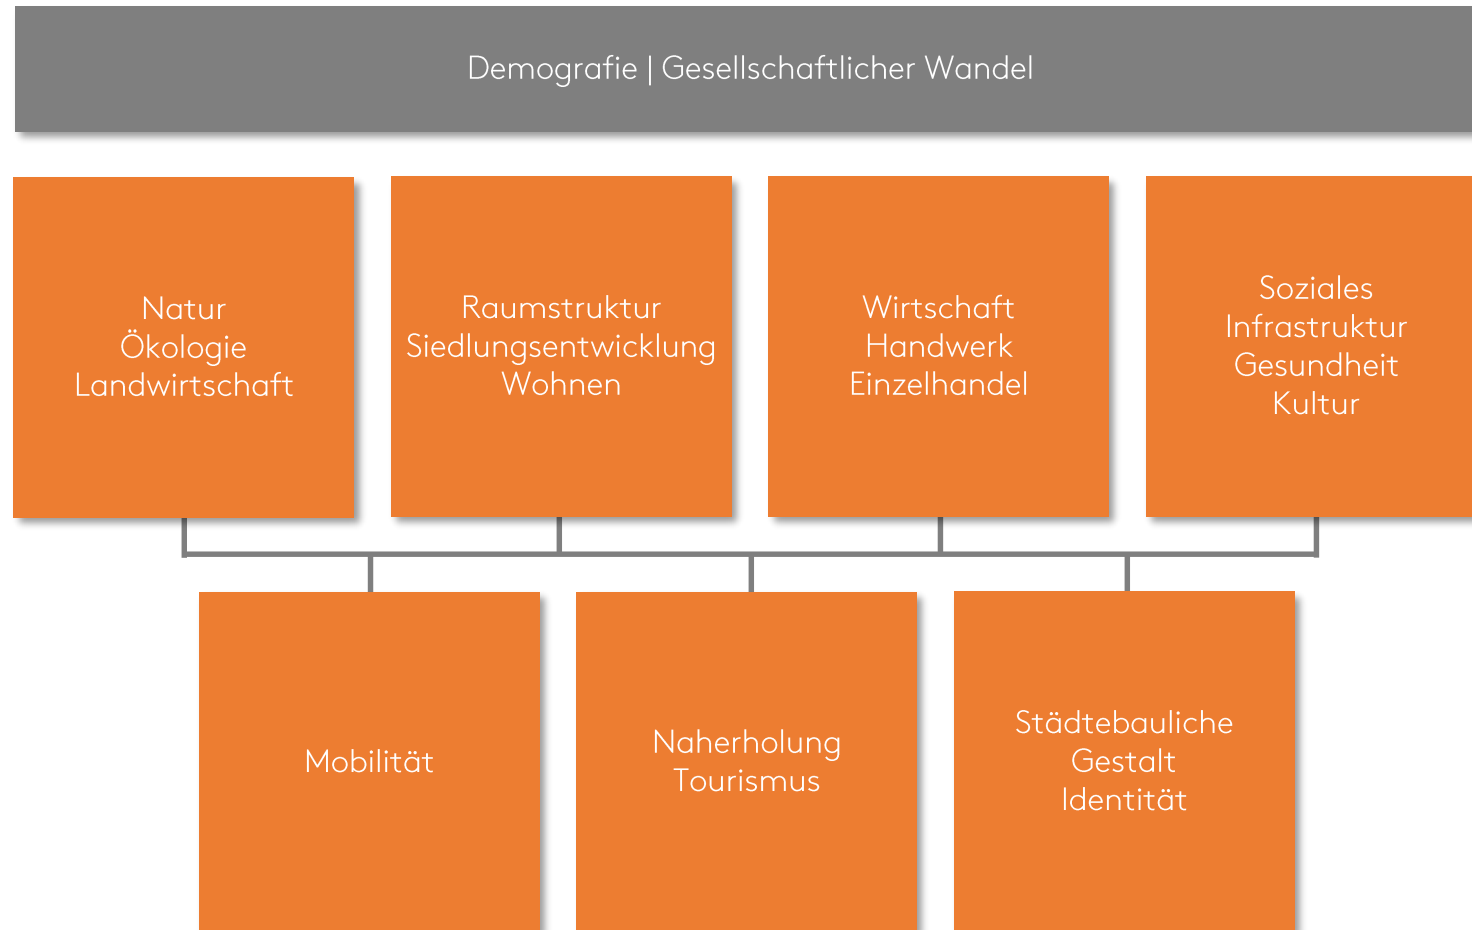 Demografie | Gesellschaftlicher Wandel
Natur
Ökologie
Landwirtschaft
Raumstruktur
Siedlungsentwicklung
Wohnen
Wirtschaft
Handwerk
Einzelhandel
Soziales
Infrastruktur
Gesundheit
Kultur
Mobilität
Naherholung
Tourismus
Städtebauliche
Gestalt
Identität